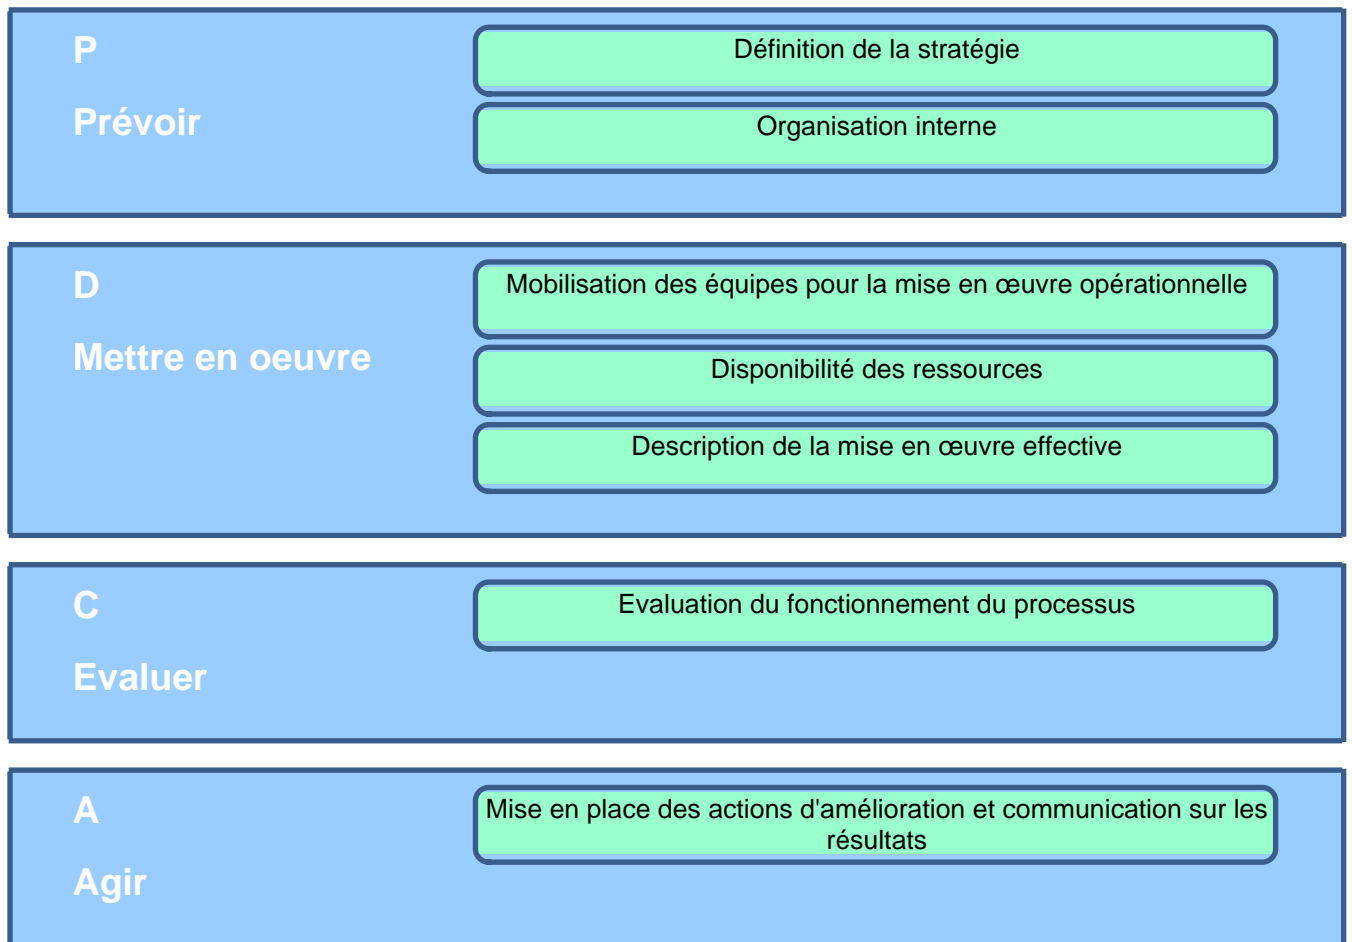 P
Prévoir
Définition de la stratégie
Organisation interne
D
Mettre en oeuvre
Mobilisation des équipes pour la mise en œuvre opérationnelle
Disponibilité des ressources
Description de la mise en œuvre effective
C
Evaluer
Evaluation du fonctionnement du processus
A
Agir
Mise en place des actions d'amélioration et communication sur les
résultats